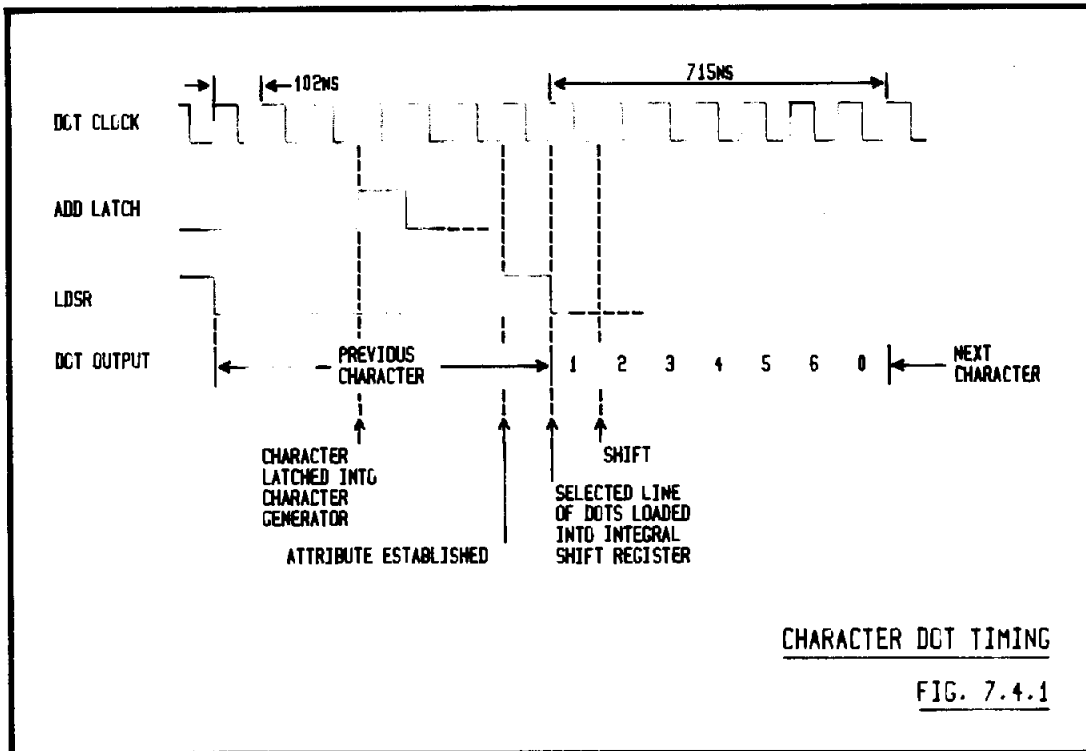 102NS
715NS
DOT CLOCK
ADD LATCH
LDSR
DOT OUTPUT
PREVIOUS
CHARACTER
1 2 3 4 5 6 0
NEXT
CHARACTER
CHARACTER
LATCHED INTO
CHARACTER
GENERATOR
ATTRIBUTE ESTABLISHED
SHIFT
SELECTED LINE
OF DOTS LOADED
INTO INTEGRAL
SHIFT REGISTER
CHARACTER DOT TIMING
FIG. 7.4.1